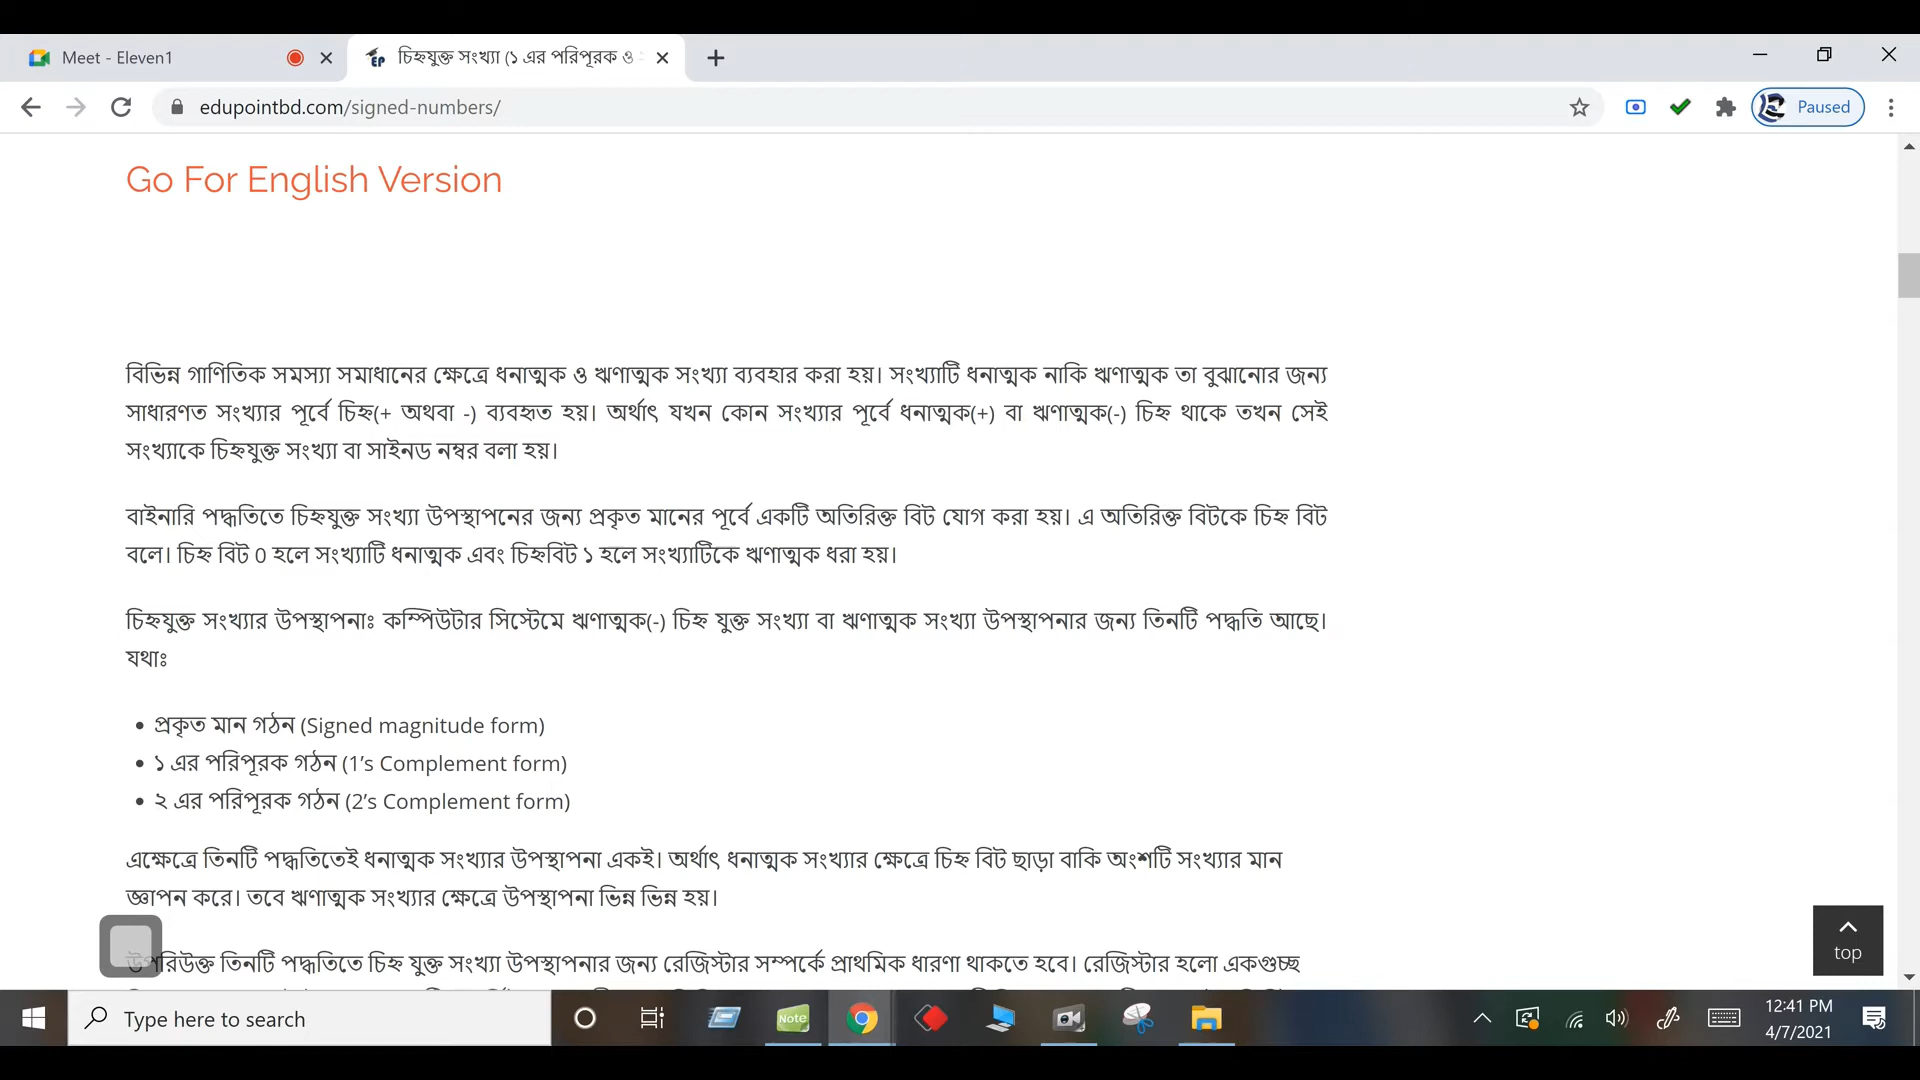 Meet - Eleven1
চিহ্নযুক্ত সংখ্যা (১ এর পরিপূরক ও
edupointbd.com/signed-numbers/
Paused
Go For English Version
বিভিন্ন গাণিতিক সমস্যা সমাধানের ক্ষেত্রে ধনাত্মক ও ঋণাত্মক সংখ্যা ব্যবহার করা হয়। সংখ্যাটি ধনাত্মক নাকি ঋণাত্মক তা বুঝানোর জন্য
সাধারণত সংখ্যার পূর্বে চিহ্ন(+ অথবা -) ব্যবহৃত হয়। অর্থাৎ যখন কোন সংখ্যার পূর্বে ধনাত্মক(+) বা ঋণাত্মক(-) চিহ্ন থাকে তখন সেই
সংখ্যাকে চিহ্নযুক্ত সংখ্যা বা সাইনড নম্বর বলা হয়।
বাইনারি পদ্ধতিতে চিহ্নযুক্ত সংখ্যা উপস্থাপনের জন্য প্রকৃত মানের পূর্বে একটি অতিরিক্ত বিট যোগ করা হয়। এ অতিরিক্ত বিটকে চিহ্ন বিট
বলে। চিহ্ন বিট 0 হলে সংখ্যাটি ধনাত্মক এবং চিহ্নবিট ১ হলে সংখ্যাটিকে ঋণাত্মক ধরা হয়।
চিহ্নযুক্ত সংখ্যার উপস্থাপনাঃ কম্পিউটার সিস্টেমে ঋণাত্মক(-) চিহ্ন যুক্ত সংখ্যা বা ঋণাত্মক সংখ্যা উপস্থাপনার জন্য তিনটি পদ্ধতি আছে।
যথাঃ
• প্রকৃত মান গঠন (Signed magnitude form)
• ১ এর পরিপূরক গঠন (1’s Complement form)
• ২ এর পরিপূরক গঠন (2’s Complement form)
এক্ষেত্রে তিনটি পদ্ধতিতেই ধনাত্মক সংখ্যার উপস্থাপনা একই। অর্থাৎ ধনাত্মক সংখ্যার ক্ষেত্রে চিহ্ন বিট ছাড়া বাকি অংশটি সংখ্যার মান
জ্ঞাপন করে। তবে ঋণাত্মক সংখ্যার ক্ষেত্রে উপস্থাপনা ভিন্ন ভিন্ন হয়।
উপরিউক্ত তিনটি পদ্ধতিতে চিহ্ন যুক্ত সংখ্যা উপস্থাপনার জন্য রেজিস্টার সম্পর্কে প্রাথমিক ধারণা থাকতে হবে। রেজিস্টার হলো একগুচ্ছ
top
Type here to search
Note
12:41 PM
4/7/2021